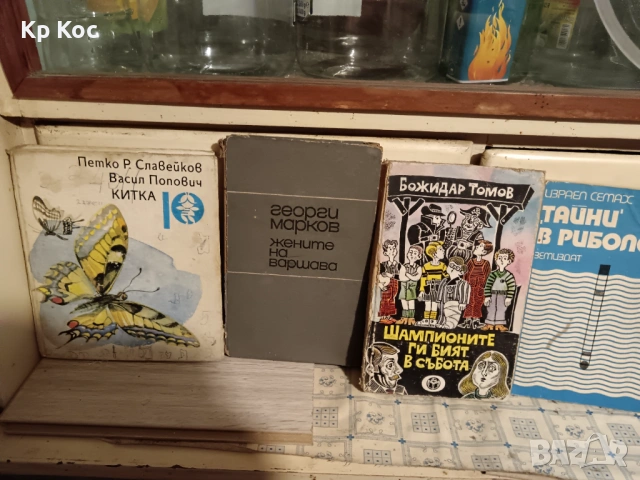 Кр Кос
Петко Р. Славейков
Васил Попович
КИТКА
георги
марков
жените
на
варшава
Божидар Томов
Шампионите
ги бият
в събота
ИЗРАЕЛ СЕМАХ
ТАЙНИ
В РИБОЛО
ЗЕМИЗДАТ
BAZAR